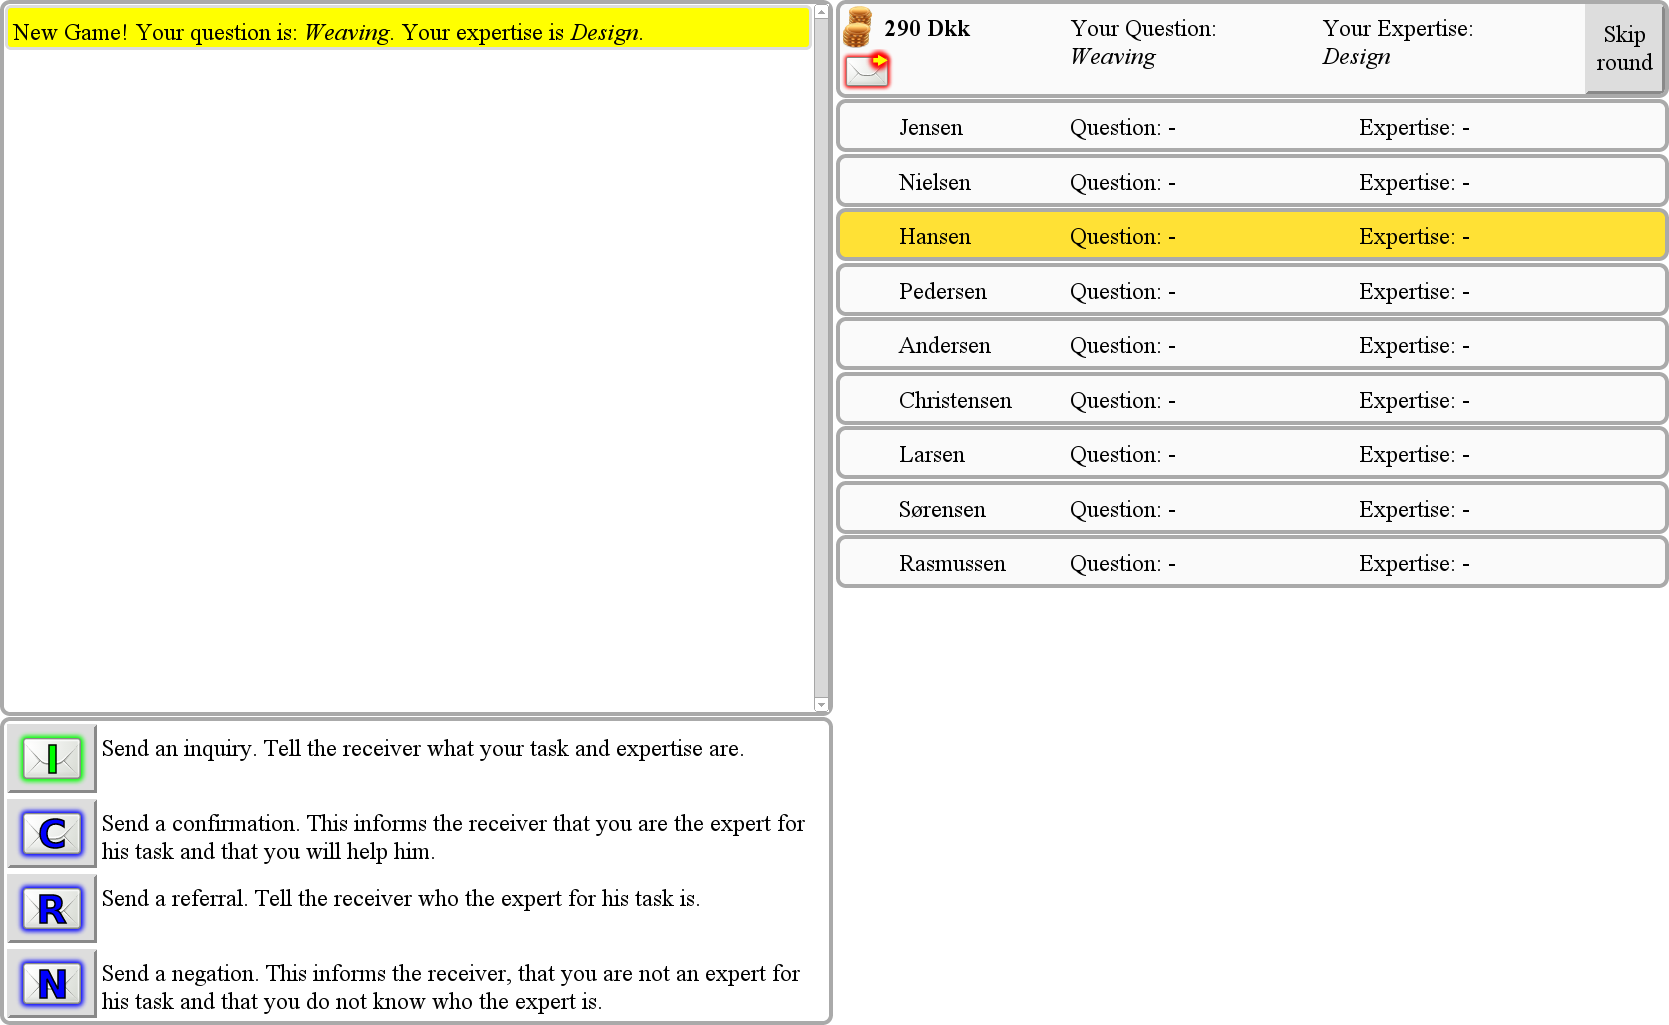 New Game! Your question is: Weaving. Your expertise is Design.
290 Dkk
Your Question:
Weaving
Your Expertise:
Design
Skip
round
Jensen Question: - Expertise: -
Nielsen Question: - Expertise: -
Hansen Question: - Expertise: -
Pedersen Question: - Expertise: -
Andersen Question: - Expertise: -
Christensen Question: - Expertise: -
Larsen Question: - Expertise: -
Sørensen Question: - Expertise: -
Rasmussen Question: - Expertise: -
I
Send an inquiry. Tell the receiver what your task and expertise are.
C
Send a confirmation. This informs the receiver that you are the expert for
his task and that you will help him.
R
Send a referral. Tell the receiver who the expert for his task is.
N
Send a negation. This informs the receiver, that you are not an expert for
his task and that you do not know who the expert is.